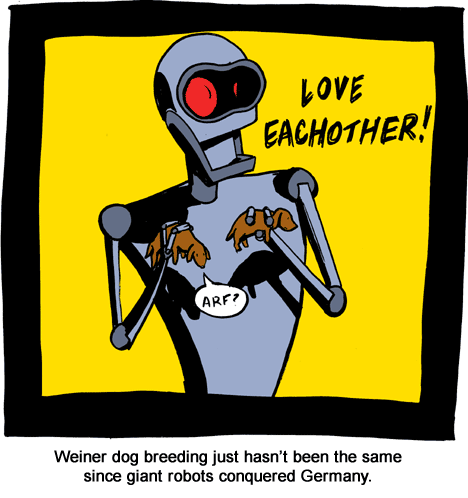 LOVE
EACHOTHER!
ARF?
Weiner dog breeding just hasn't been the same
since giant robots conquered Germany.